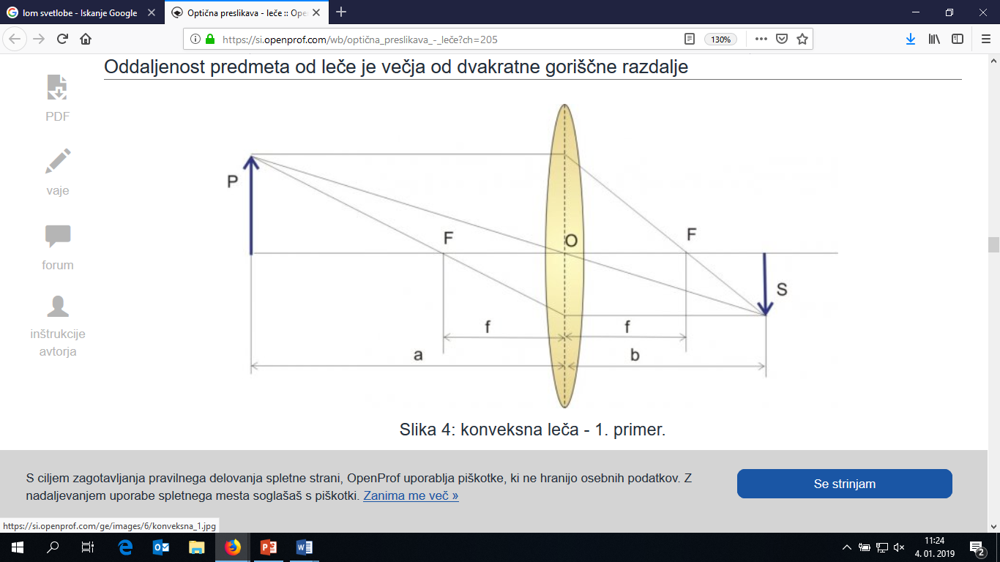 lom svetlobe - Iskanje Google
Optična preslikava - leče :: Ope
https://si.openprof.com/wb/optična_preslikava_-_leče?ch=205
130%
Oddaljenost predmeta od leče je večja od dvakratne goriščne razdalje
PDF
vaje
forum
inštrukcije
avtorja
P
F
O
F
S
f
f
a
b
Slika 4: konveksna leča - 1. primer.
S ciljem zagotavljanja pravilnega delovanja spletne strani, OpenProf uporablja piškotke, ki ne hranijo osebnih podatkov. Z
nadaljevanjem uporabe spletnega mesta soglašaš s piškotki. Zanima me več »
Se strinjam
https://si.openprof.com/ge/images/6/konveksna_1.jpg
11:24
4. 01. 2019
2